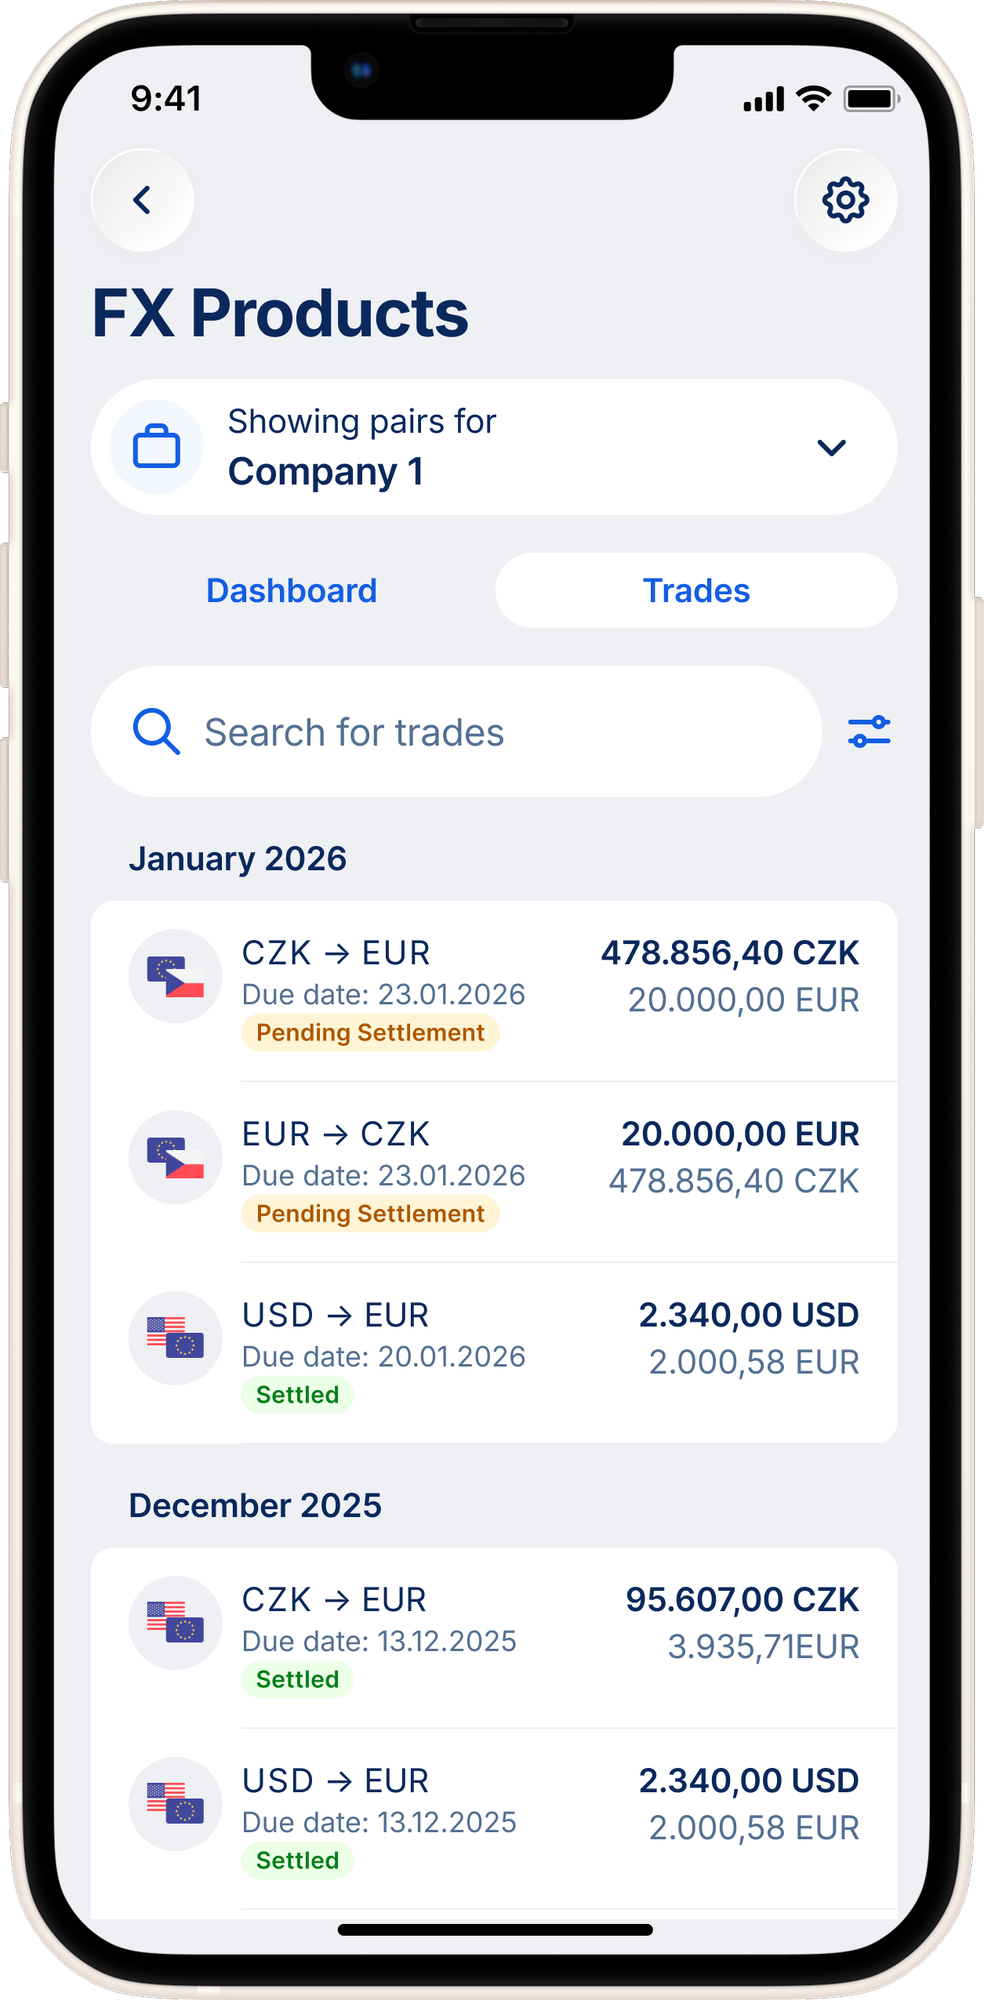 9:41
FX Products
Showing pairs for
Company 1
Dashboard
Trades
Search for trades
January 2026
CZK → EUR
478.856,40 CZK
Due date: 23.01.2026
20.000,00 EUR
Pending Settlement
EUR → CZK
20.000,00 EUR
Due date: 23.01.2026
478.856,40 CZK
Pending Settlement
USD → EUR
2.340,00 USD
Due date: 20.01.2026
2.000,58 EUR
Settled
December 2025
CZK → EUR
95.607,00 CZK
Due date: 13.12.2025
3.935,71EUR
Settled
USD → EUR
2.340,00 USD
Due date: 13.12.2025
2.000,58 EUR
Settled